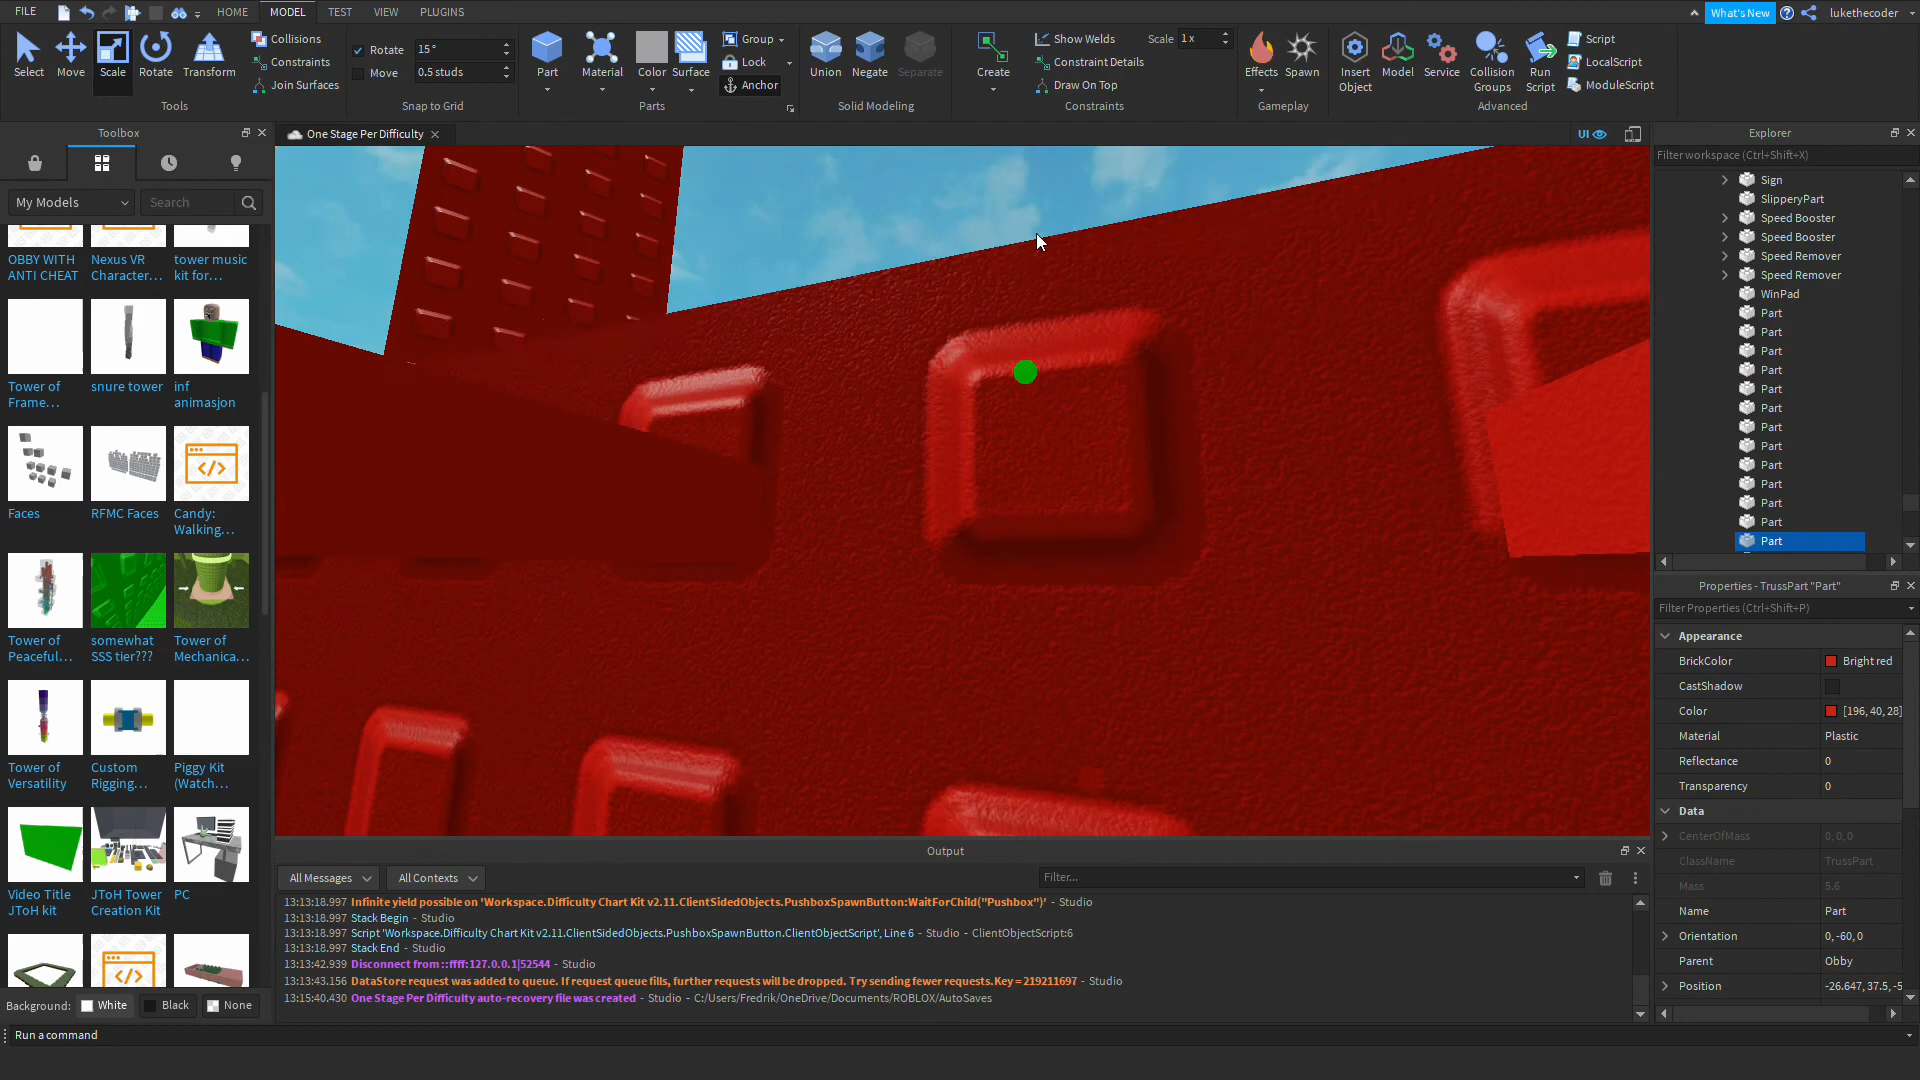 FILE
HOME
MODEL
TEST
VIEW
PLUGINS
What's New
lukethecoder
Select
Move
Scale
Rotate
Transform
Tools
Collisions
Constraints
Join Surfaces
Rotate
15 °
Move
0.5 studs
Snap to Grid
Part
Material
Color
Surface
Group
Lock
Anchor
Parts
Union
Negate
Separate
Solid Modeling
Create
Show Welds
Scale
1 x
Constraint Details
Draw On Top
Constraints
Effects
Spawn
Gameplay
Insert
Object
Model
Service
Collision
Groups
Run
Script
Script
LocalScript
ModuleScript
Advanced
Toolbox
My Models
Search
OBBY WITH
ANTI CHEAT
Nexus VR
Character...
tower music
kit for...
Tower of
Frame...
snure tower
inf
animasjon
Faces
RFMC Faces
Candy:
Walking...
Tower of
Peaceful...
somewhat
SSS tier???
Tower of
Mechanica...
Tower of
Versatility
Custom
Rigging...
Piggy Kit
(Watch...
Video Title
JToH kit
JToH Tower
Creation Kit
PC
Background:
White
Black
None
Run a command
One Stage Per Difficulty
UI
Output
All Messages
All Contexts
Filter...
13:13:18.997 Infinite yield possible on 'Workspace.Difficulty Chart Kit v2.11.ClientSidedObjects.PushboxSpawnButton:WaitForChild("Pushbox")' - Studio
13:13:18.997 Stack Begin - Studio
13:13:18.997 Script 'Workspace.Difficulty Chart Kit v2.11.ClientSidedObjects.PushboxSpawnButton.ClientObjectScript', Line 6 - Studio - ClientObjectScript:6
13:13:18.997 Stack End - Studio
13:13:42.939 Disconnect from ::ffff:127.0.0.1|52544 - Studio
13:13:43.156 DataStore request was added to queue. If request queue fills, further requests will be dropped. Try sending fewer requests.Key = 219211697 - Studio
13:15:40.430 One Stage Per Difficulty auto-recovery file was created - Studio - C:/Users/Fredrik/OneDrive/Documents/ROBLOX/AutoSaves
Explorer
Filter workspace (Ctrl+Shift+X)
Sign
SlipperyPart
Speed Booster
Speed Booster
Speed Remover
Speed Remover
WinPad
Part
Part
Part
Part
Part
Part
Part
Part
Part
Part
Part
Part
Part
Properties - TrussPart "Part"
Filter Properties (Ctrl+Shift+P)
Appearance
BrickColor
Bright red
CastShadow
Color
[196, 40, 28]
Material
Plastic
Reflectance
0
Transparency
0
Data
CenterOfMass
0, 0, 0
ClassName
TrussPart
Mass
5.6
Name
Part
Orientation
0, -60, 0
Parent
Obby
Position
-26.647, 37.5, -5